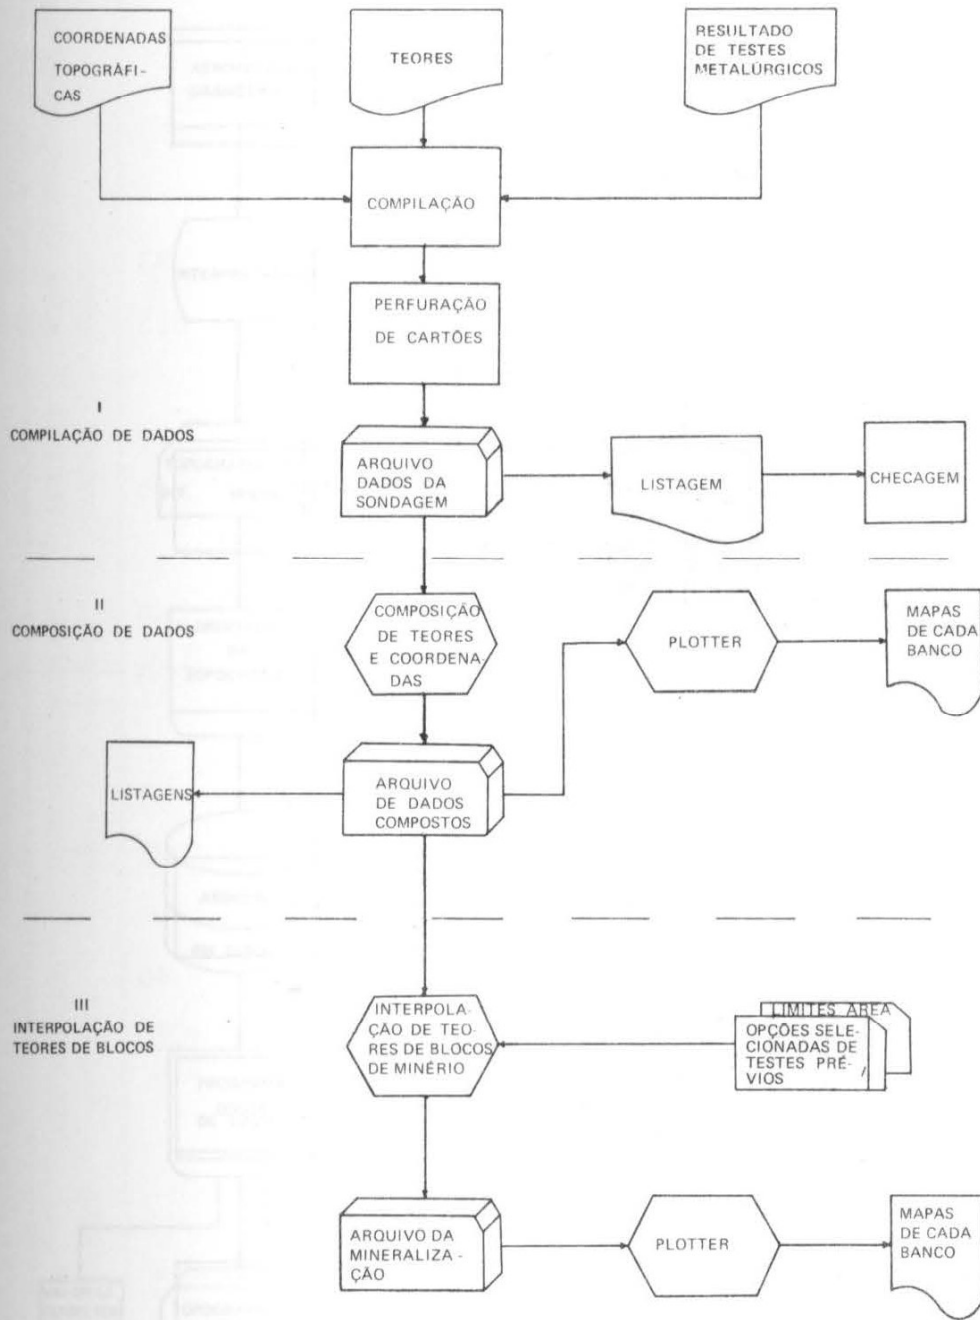 COORDENADAS
TOPOGRÁFI-
CAS
TEORES
RESULTADO
DE TESTES
METALÚRGICOS
COMPILAÇÃO
PERFURAÇÃO
DE CARTÕES
I
COMPILAÇÃO DE DADOS
ARQUIVO
DADOS DA
SONDAGEM
LISTAGEM
CHECAGEM
II
COMPOSIÇÃO DE DADOS
COMPOSIÇÃO
DE TEORES
E COORDENA-
DAS
PLOTTER
MAPAS
DE CADA
BANCO
LISTAGENS
ARQUIVO
DE DADOS
COMPOSTOS
III
INTERPOLAÇÃO DE
TEORES DE BLOCOS
INTERPOLA-
ÇÃO DE TEO-
RES DE BLOCOS
DE MINÉRIO
LIMITES ÁREA
OPÇÕES SELE-
CIONADAS DE
TESTES PRÉ-
VIOS
ARQUIVO DA
MINERALIZA-
ÇÃO
PLOTTER
MAPAS
DE CADA
BANCO